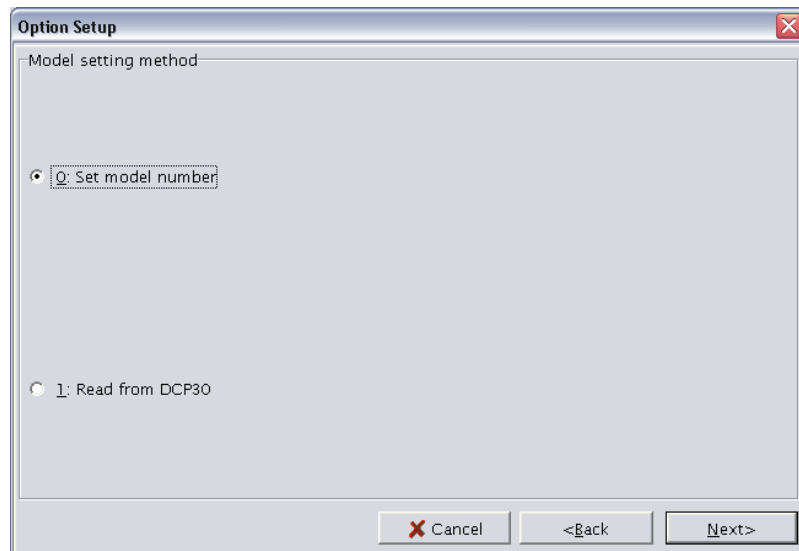 Option Setup
Model setting method
0: Set model number
1: Read from DCP30
Cancel
<Back
Next>